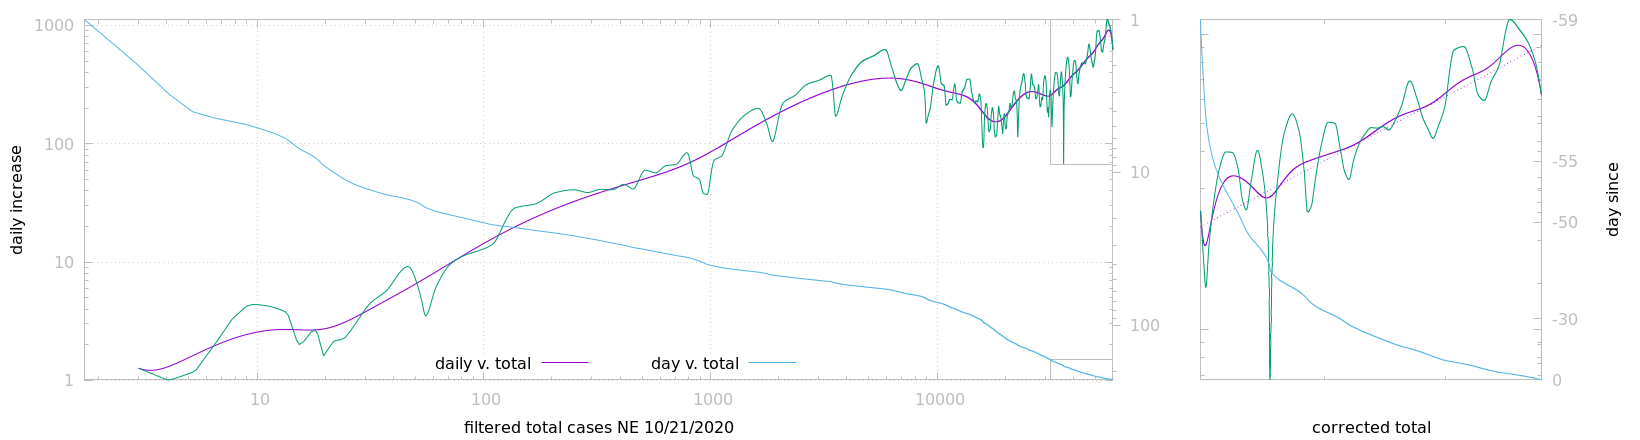 1000
100
10
1
daily increase
10
100
1000
10000
filtered total cases NE 10/21/2020
daily v. total
day v. total
1
10
100
-59
-55
-50
-30
0
day since
corrected total